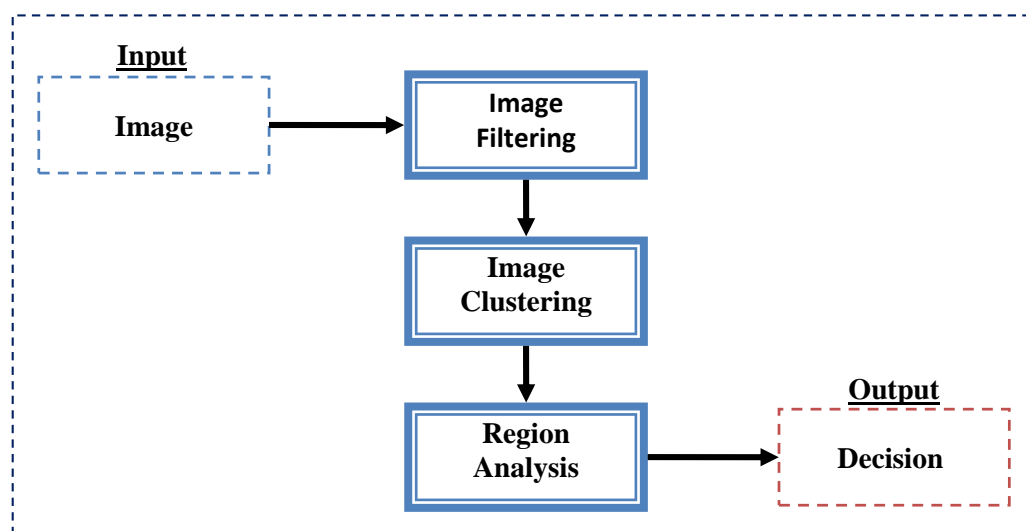 Input
Image
Image
Filtering
Image
Clustering
Region
Analysis
Output
Decision